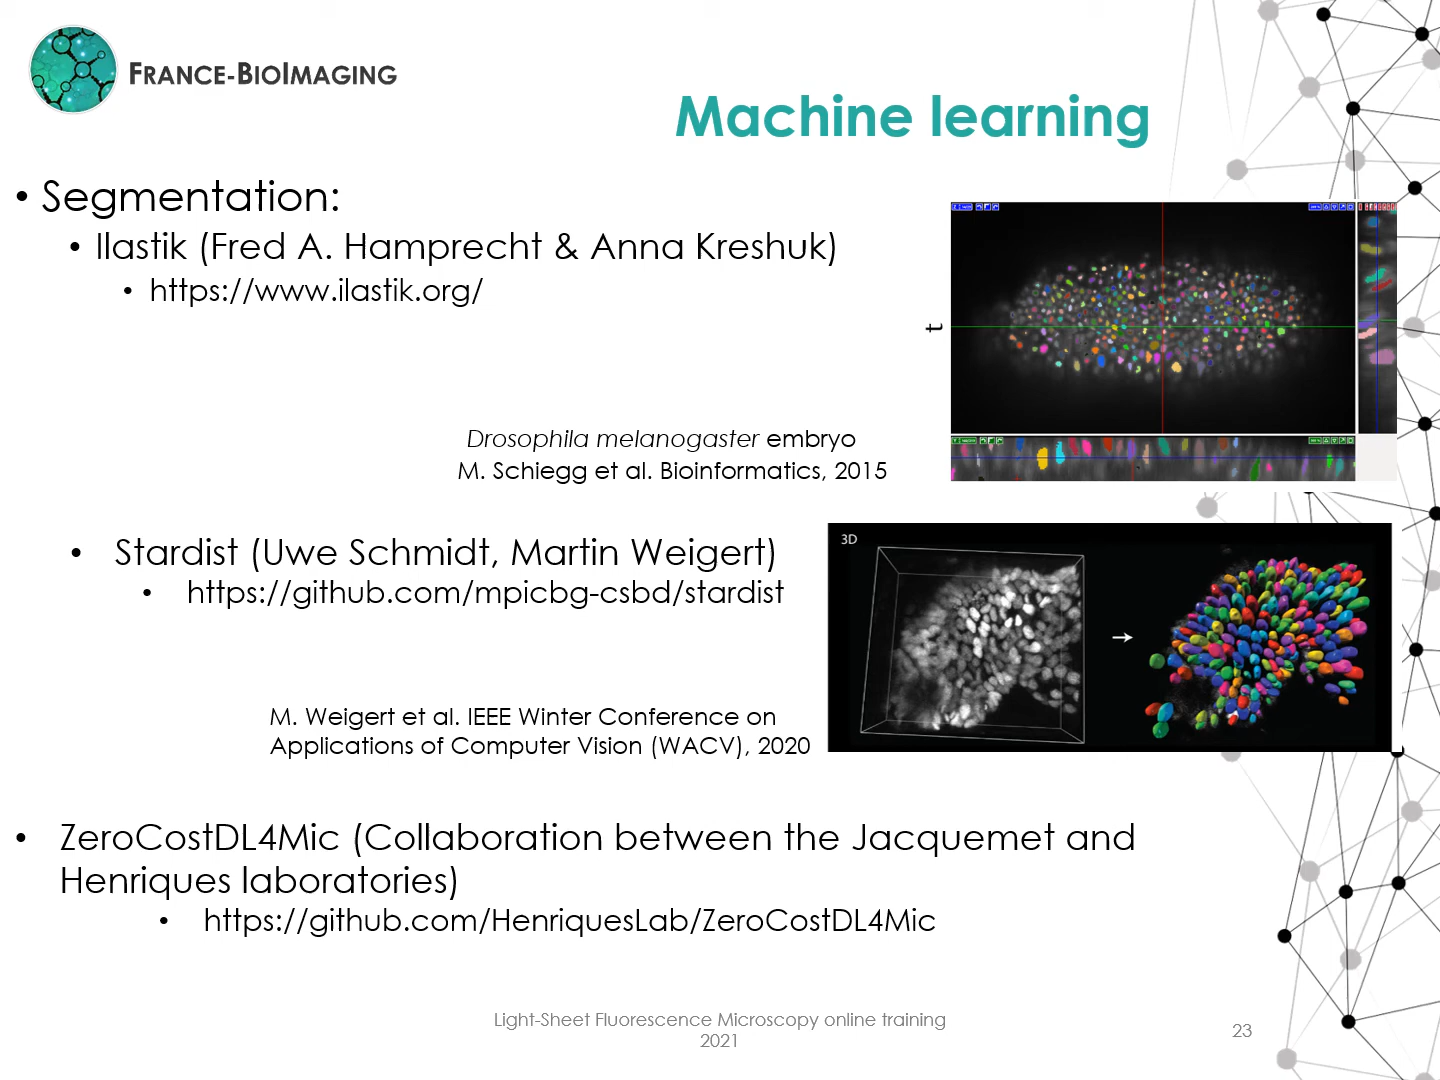 FRANCE-BIOIMAGING
Machine learning
• Segmentation:
• Ilastik (Fred A. Hamprecht & Anna Kreshuk)
• https://www.ilastik.org/
t
Drosophila melanogaster embryo
M. Schiegg et al. Bioinformatics, 2015
• Stardist (Uwe Schmidt, Martin Weigert)
• https://github.com/mpicbg-csbd/stardist
3D
M. Weigert et al. IEEE Winter Conference on
Applications of Computer Vision (WACV), 2020
• ZeroCostDL4Mic (Collaboration between the Jacquemet and
Henriques laboratories)
• https://github.com/HenriquesLab/ZeroCostDL4Mic
Light-Sheet Fluorescence Microscopy online training
2021
23